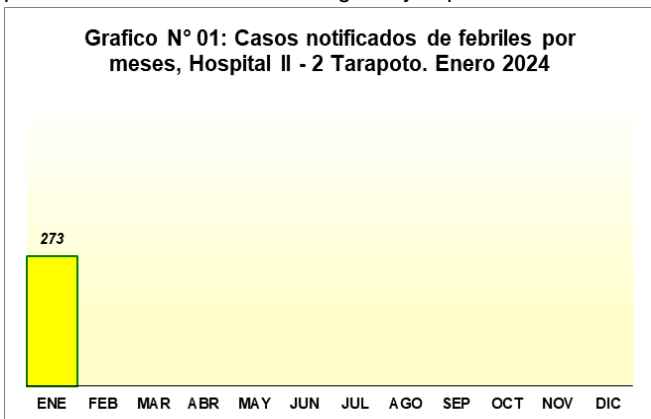 Grafico N° 01: Casos notificados de febriles por
meses, Hospital II - 2 Tarapoto. Enero 2024
273
ENE FEB MAR ABR MAY JUN JUL AGO SEP OCT NOV DIC